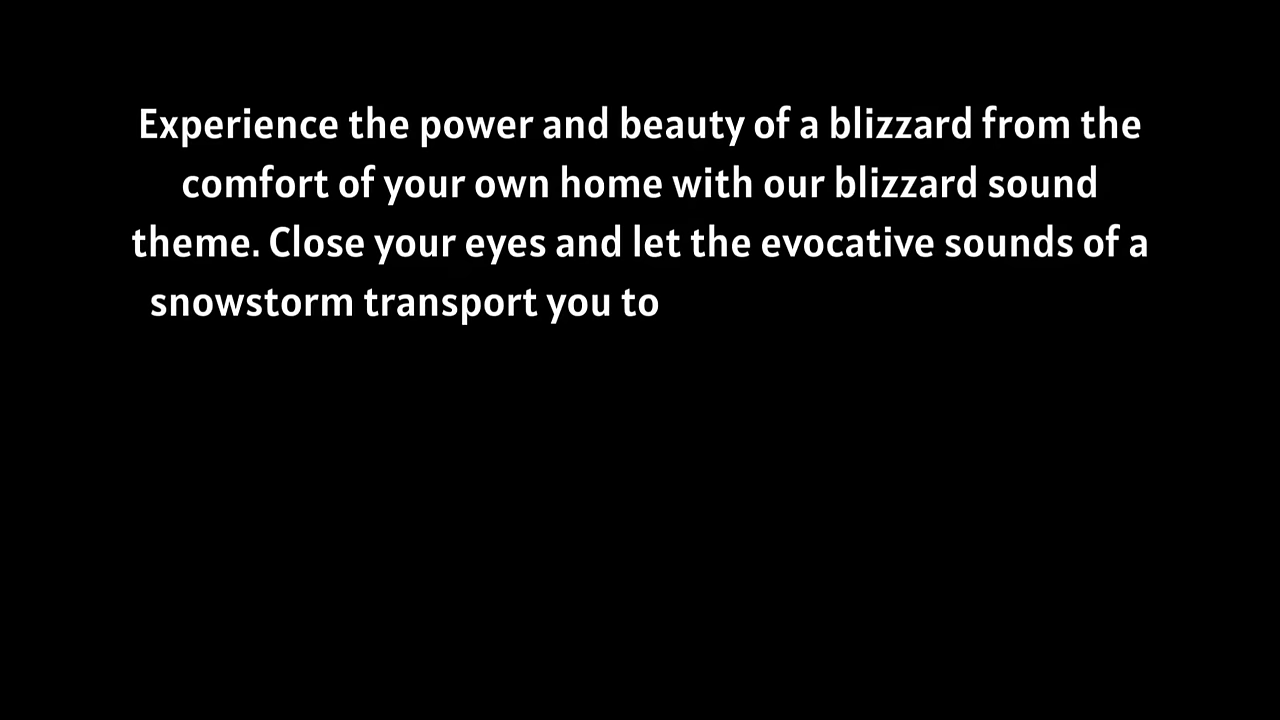 Experience the power and beauty of a blizzard from the
comfort of your own home with our blizzard sound
theme. Close your eyes and let the evocative sounds of a
snowstorm transport you to